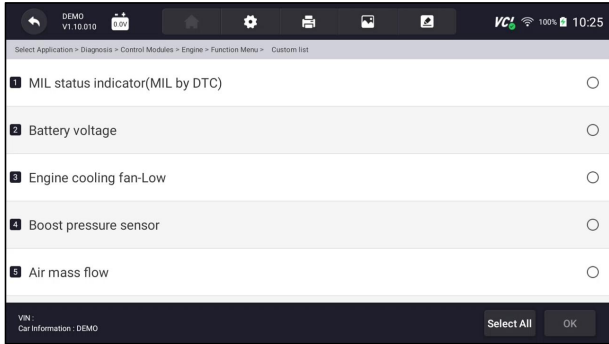 DEMO
V1.10.010
0.0V
VC!
100%
10:25
Select Application > Diagnosis > Control Modules > Engine > Function Menu > Custom list
1 MIL status indicator(MIL by DTC)
2 Battery voltage
3 Engine cooling fan-Low
4 Boost pressure sensor
5 Air mass flow
VIN :
Car Information : DEMO
Select All
OK